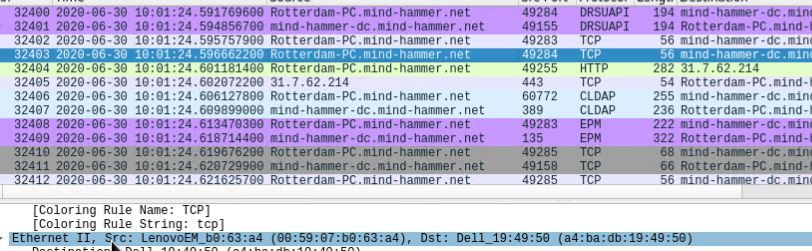 32400 2020-06-30 10:01:24.591769600 Rotterdam-PC.mind-hammer.net 49284 DRSUAPI 194 mind-hammer-dc.mind-
32401 2020-06-30 10:01:24.594856700 mind-hammer-dc.mind-hammer.net 49155 DRSUAPI 194 Rotterdam-PC.mind-h
32402 2020-06-30 10:01:24.595757900 Rotterdam-PC.mind-hammer.net 49283 TCP 56 mind-hammer-dc.mind-
32403 2020-06-30 10:01:24.596662200 Rotterdam-PC.mind-hammer.net 49284 TCP 56 mind-hammer-dc.mind-
32404 2020-06-30 10:01:24.601181400 Rotterdam-PC.mind-hammer.net 49255 HTTP 282 31.7.62.214
32405 2020-06-30 10:01:24.602072200 31.7.62.214 443 TCP 54 Rotterdam-PC.mind-h
32406 2020-06-30 10:01:24.606127800 Rotterdam-PC.mind-hammer.net 60772 CLDAP 255 mind-hammer-dc.mind-
32407 2020-06-30 10:01:24.609899000 mind-hammer-dc.mind-hammer.net 389 CLDAP 236 Rotterdam-PC.mind-h
32408 2020-06-30 10:01:24.613470300 Rotterdam-PC.mind-hammer.net 49283 EPM 222 mind-hammer-dc.mind-
32409 2020-06-30 10:01:24.618714400 mind-hammer-dc.mind-hammer.net 135 EPM 322 Rotterdam-PC.mind-h
32410 2020-06-30 10:01:24.619676200 Rotterdam-PC.mind-hammer.net 49285 TCP 68 mind-hammer-dc.mind-
32411 2020-06-30 10:01:24.620729900 mind-hammer-dc.mind-hammer.net 49158 TCP 66 Rotterdam-PC.mind-h
32412 2020-06-30 10:01:24.621625700 Rotterdam-PC.mind-hammer.net 49285 TCP 56 mind-hammer-dc.mind-
[Coloring Rule Name: TCP]
[Coloring Rule String: tcp]
Ethernet II, Src: LenovoEM_b0:63:a4 (00:59:07:b0:63:a4), Dst: Dell_19:49:50 (a4:ba:db:19:49:50)